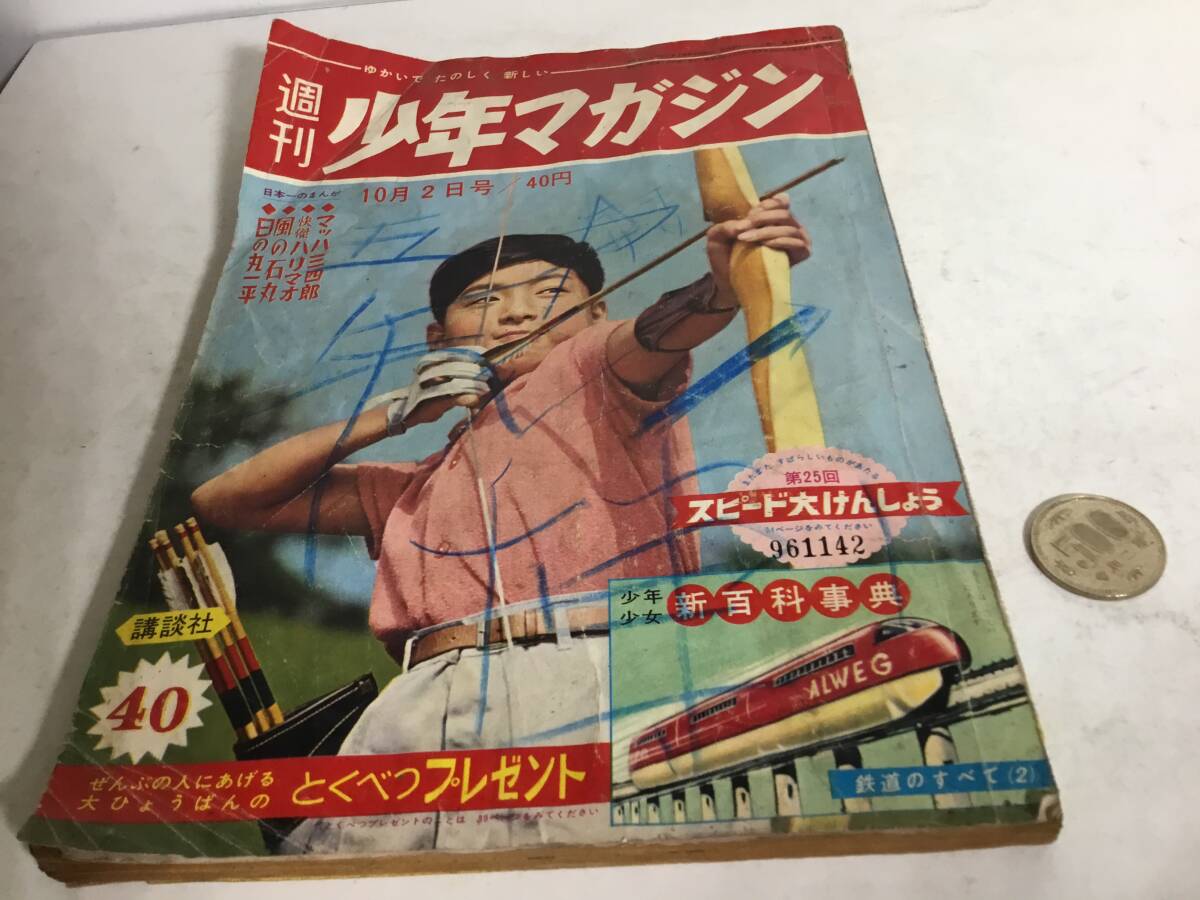 ゆかいで たのしく 新しい
週刊
少年マガジン
日本一のまんが
10月2日号/40円
◆マッハ三四郎
◆快傑ハリマオ
◆風の石丸
◆日の丸一平
五年
第25回
スピード大けんしょう
961142
少年
少女
新百科事典
ALWEG
鉄道のすべて(2)
講談社
40
ぜんぶの人にあげる
大ひょうばんの
とくべつプレゼント
500